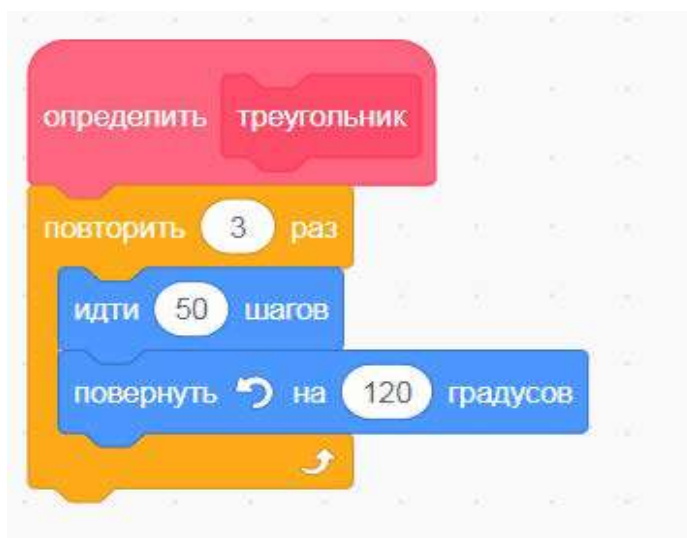 определить треугольник
повторить 3 раз
идти 50 шагов
повернуть на 120 градусов